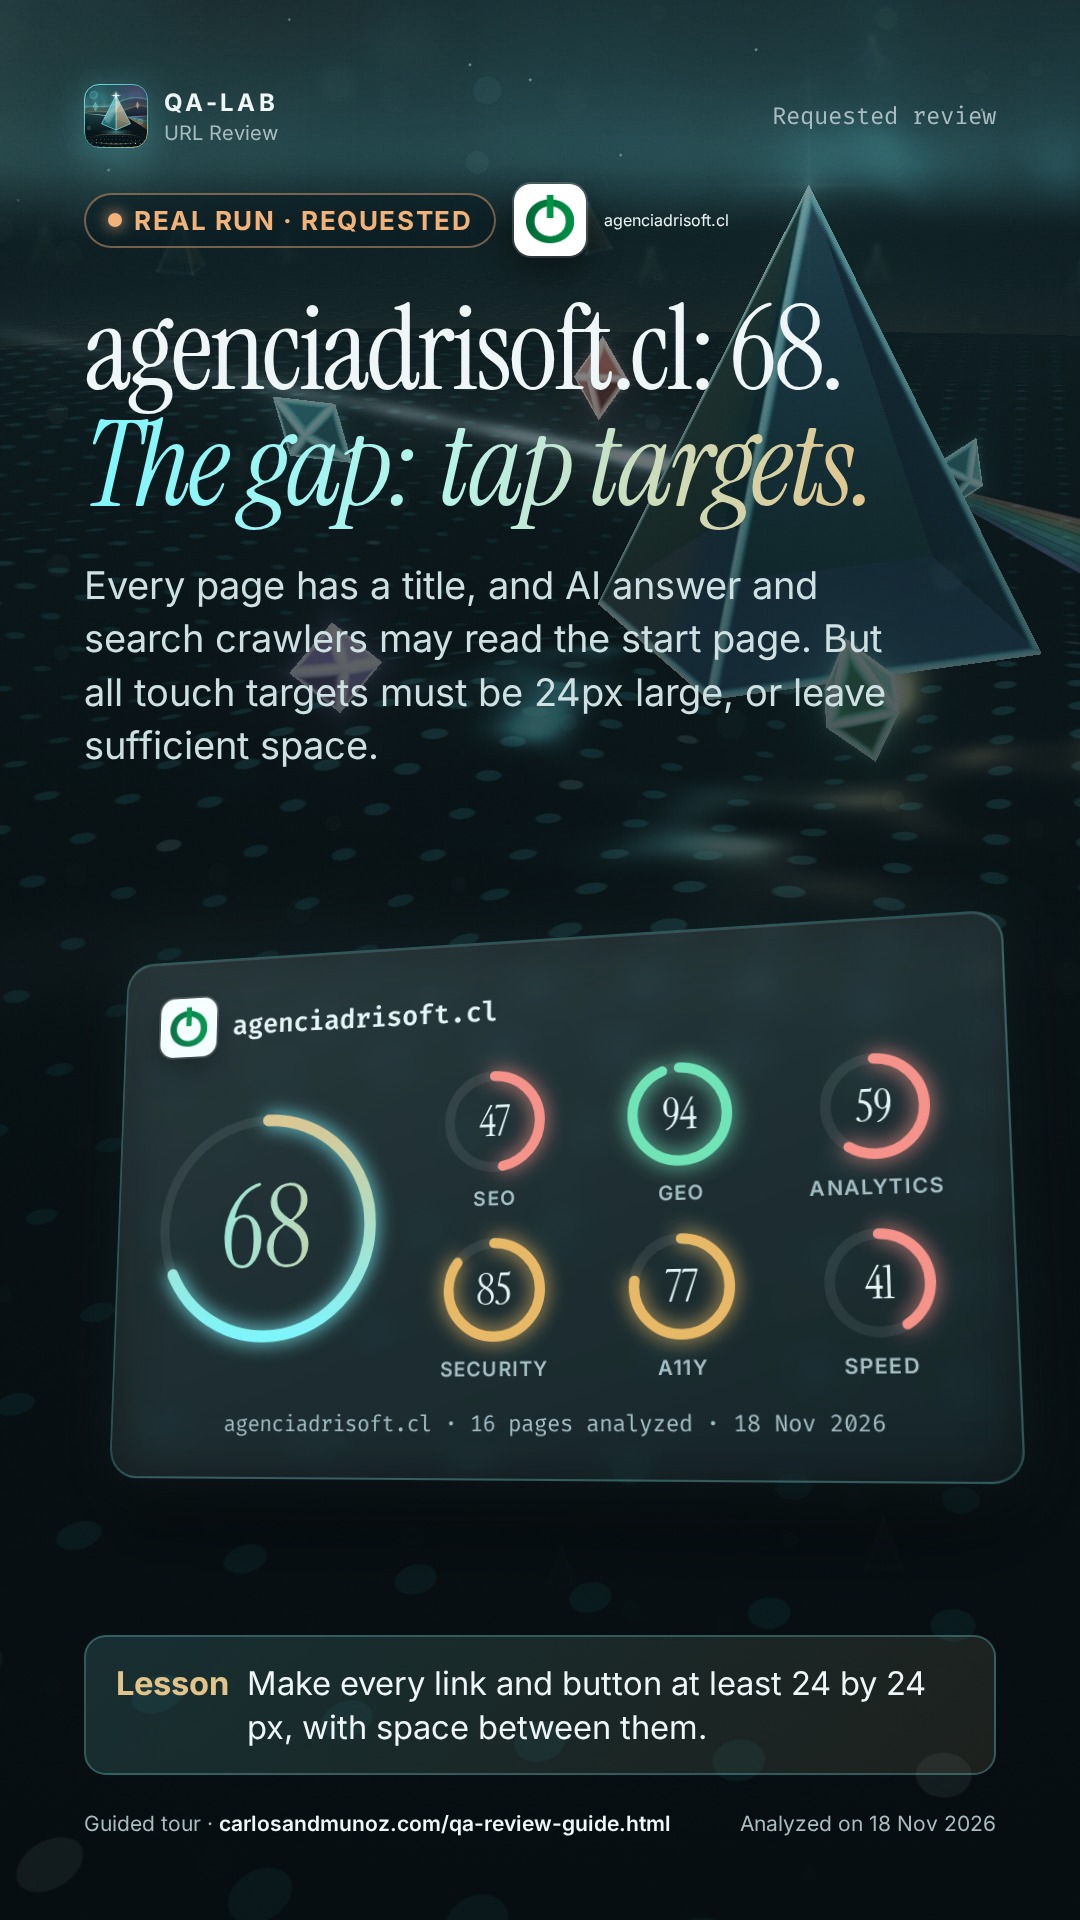 QA-LAB
URL Review
Requested review
REAL RUN · REQUESTED
agenciadrisoft.cl
agenciadrisoft.cl: 68.
The gap: tap targets.
Every page has a title, and AI answer and
search crawlers may read the start page. But
all touch targets must be 24px large, or leave
sufficient space.
agenciadrisoft.cl
68
47
SEO
94
GEO
59
ANALYTICS
85
SECURITY
77
A11Y
41
SPEED
agenciadrisoft.cl · 16 pages analyzed · 18 Nov 2026
Lesson Make every link and button at least 24 by 24
px, with space between them.
Guided tour · carlosandmunoz.com/qa-review-guide.html
Analyzed on 18 Nov 2026